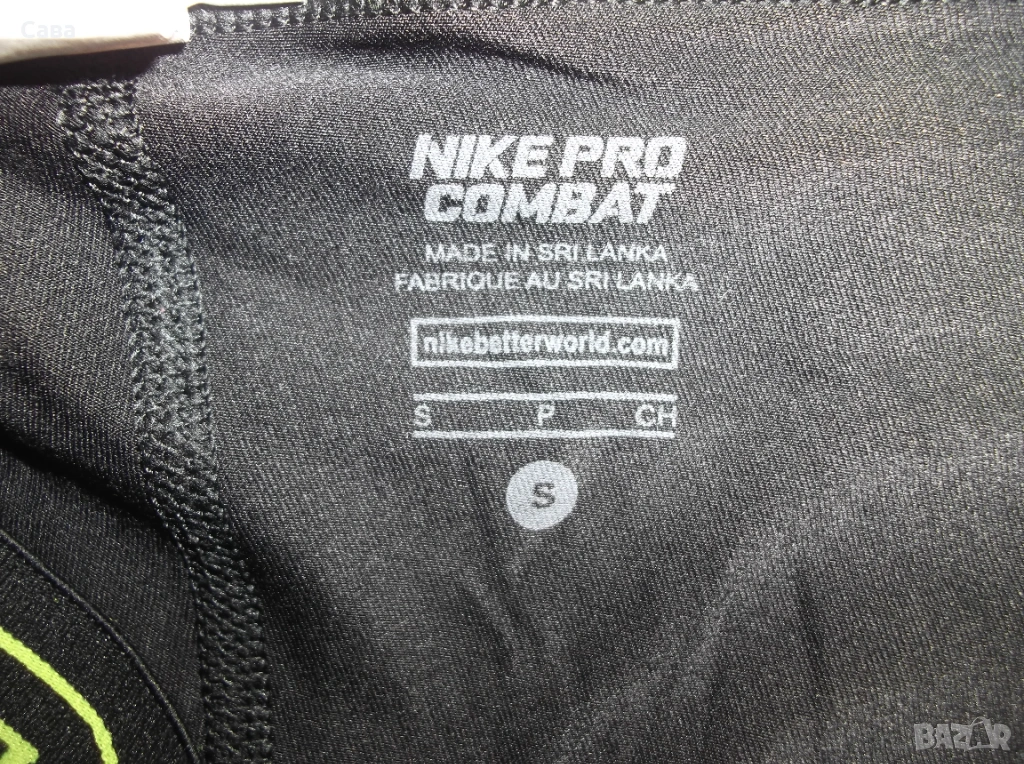 Сава
NIKE PRO
COMBAT
MADE IN SRI LANKA
FABRIQUE AU SRI LANKA
nikebetterworld.com
S P CH
S
BAZAR